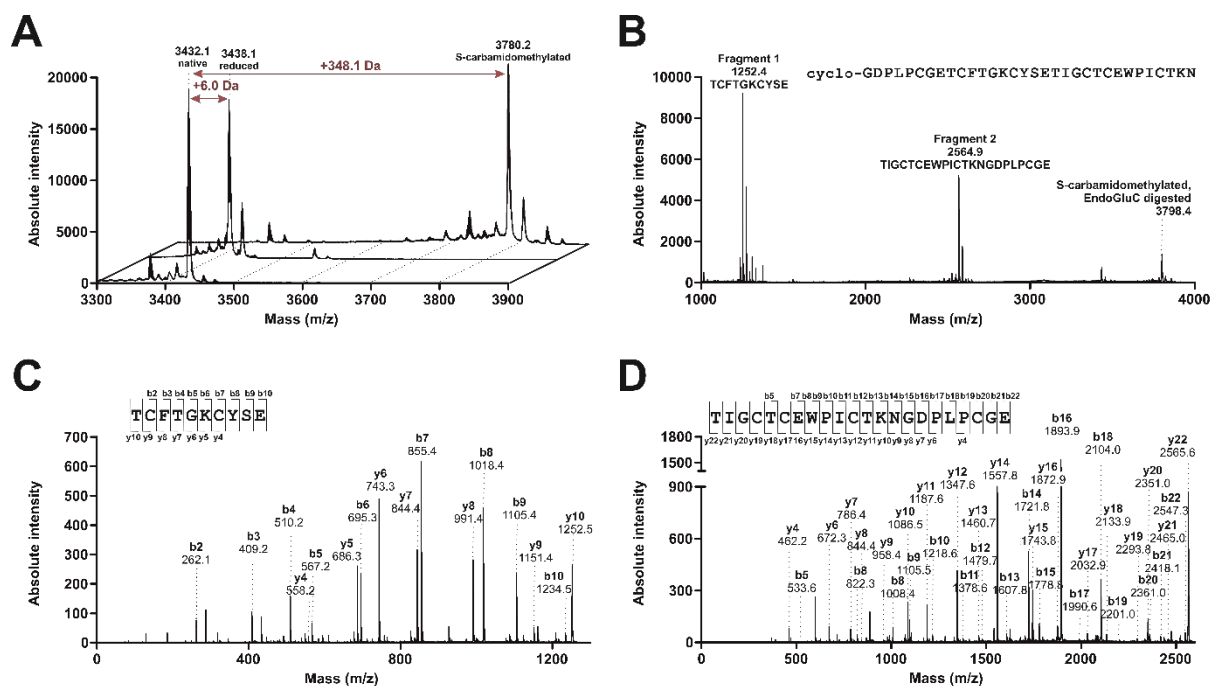 A
3432.1
native
3438.1
reduced
3780.2
S-carbamidomethylated
+348.1 Da
+6.0 Da
Absolute intensity
20000
15000
10000
5000
0
3300
3400
3500
3600
3700
3800
3900
Mass (m/z)
B
cyclo-GDPLPCGETCFTGKCYSETIGCTCEWPICTKN
Fragment 1
1252.4
TCFTGKCYSE
Fragment 2
2564.9
TIGCTCEWPICTKNGDPLPCGE
S-carbamidomethylated,
EndoGluC digested
3798.4
Absolute intensity
10000
8000
6000
4000
2000
0
1000
2000
3000
4000
Mass (m/z)
C
b2 b3 b4 b5 b6 b7 b8 b9 b10
TCFTGKCYSE
y10 y9 y8 y7 y6 y5 y4
Absolute intensity
700
600
500
400
300
200
100
0
b2
262.1
b3
409.2
b4
510.2
y4
558.2
b5
567.2
y5
686.3
b6
695.3
y6
743.3
y7
844.4
b7
855.4
y8
991.4
b8
1018.4
b9
1105.4
y9
1151.4
b10
1234.5
y10
1252.5
0
400
800
1200
Mass (m/z)
D
b5 b7 b8 b9 b10 b11 b12 b13 b14 b15 b16 b17 b18 b19 b20 b21 b22
TIGCTCEWPICTKNGDPLPCGE
y22 y21 y20 y19 y18 y17 y16 y15 y14 y13 y12 y11 y10 y9 y8 y7 y6 y4
Absolute intensity
1800
1500
900
600
300
0
y4
462.2
b5
533.6
y6
672.3
y7
786.4
y8
844.4
b8
822.3
y9
958.4
b8
1008.4
y10
1086.5
b9
1105.5
y11
1187.6
b10
1218.6
y12
1347.6
b11
1378.6
y13
1460.7
b12
1479.7
y14
1557.8
b13
1607.8
b14
1721.8
y15
1743.8
b15
1778.8
y16
1872.9
b16
1893.9
b17
1990.6
y17
2032.9
b18
2104.0
y18
2133.9
b19
2201.0
y19
2293.8
y20
2351.0
b20
2361.0
b21
2418.1
y21
2465.0
b22
2547.3
y22
2565.6
0
500
1000
1500
2000
2500
Mass (m/z)